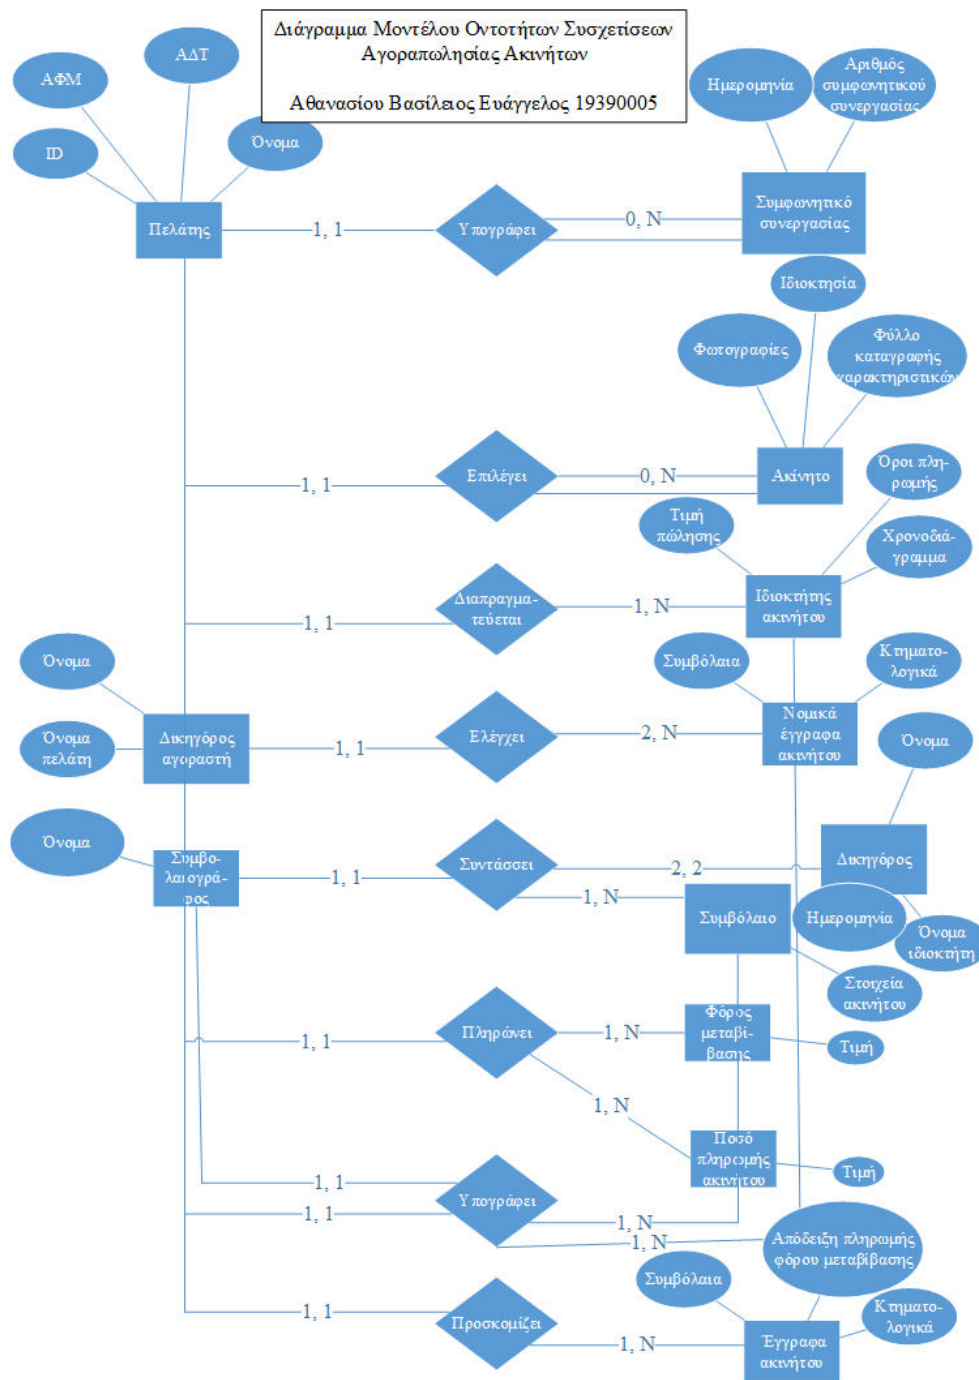 Διάγραμμα Μοντέλου Οντοτήτων Συσχετίσεων
Αγοραπωλησίας Ακινήτων
Αθανασίου Βασίλειος Ευάγγελος 19390005
ΑΦΜ
ΑΔΤ
ID
Όνομα
Ημερομηνία
Αριθμός
συμφωνητικού
συνεργασίας
Πελάτης
1, 1
Υπογράφει
0, N
Συμφωνητικό
συνεργασίας
Ιδιοκτησία
Φωτογραφίες
Φύλλο
καταγραφής
χαρακτηριστικών
1, 1
Επιλέγει
0, N
Ακίνητο
Όροι πλη-
ρωμής
Τιμή
πώλησης
Χρονοδιά-
γραμμα
1, 1
Διαπραγμα-
τεύεται
1, N
Ιδιοκτήτης
ακινήτου
Όνομα
Συμβόλαια
Κτηματο-
λογικά
Όνομα
πελάτη
Δικηγόρος
αγοραστή
1, 1
Ελέγχει
2, N
Νομικά
έγγραφα
ακινήτου
Όνομα
Όνομα
Συμβο-
λαιογρά-
φος
1, 1
Συντάσσει
2, 2
Δικηγόρος
1, N
Συμβόλαιο
Ημερομηνία
Όνομα
ιδιοκτήτη
Στοιχεία
ακινήτου
1, 1
Πληρώνει
1, N
Φόρος
μεταβί-
βασης
Τιμή
1, N
Ποσό
πληρωμής
ακινήτου
Τιμή
1, 1
1, 1
Υπογράφει
1, N
1, N
Απόδειξη πληρωμής
φόρου μεταβίβασης
Συμβόλαια
Κτηματο-
λογικά
1, 1
Προσκομίζει
1, N
Έγγραφα
ακινήτου